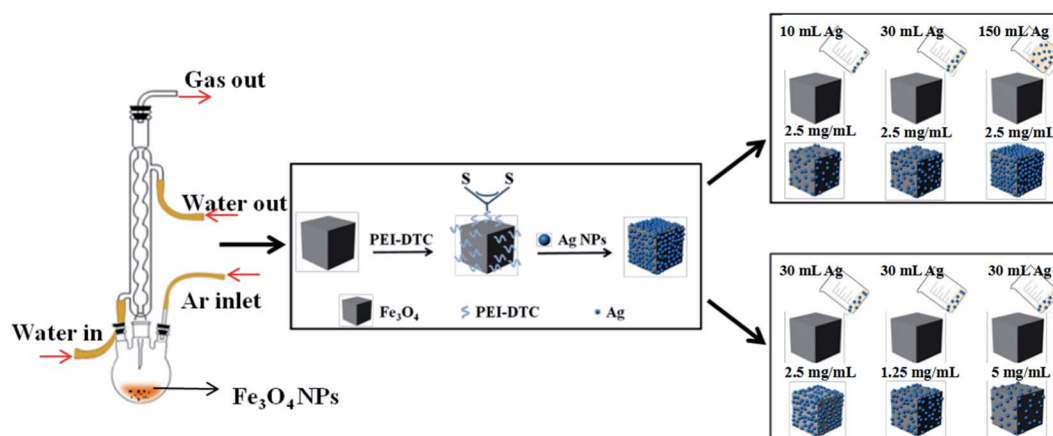 Gas out
Water out
Ar inlet
Water in
Fe₃O₄ NPs
S S
PEI-DTC
Ag NPs
Fe₃O₄
PEI-DTC
Ag
10 mL Ag 30 mL Ag 150 mL Ag
2.5 mg/mL 2.5 mg/mL 2.5 mg/mL
30 mL Ag 30 mL Ag 30 mL Ag
2.5 mg/mL 1.25 mg/mL 5 mg/mL